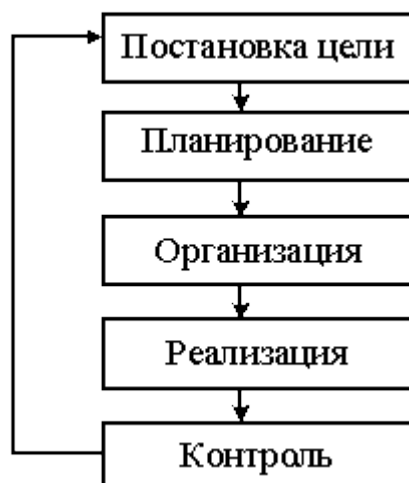 Постановка цели
Планирование
Организация
Реализация
Контроль